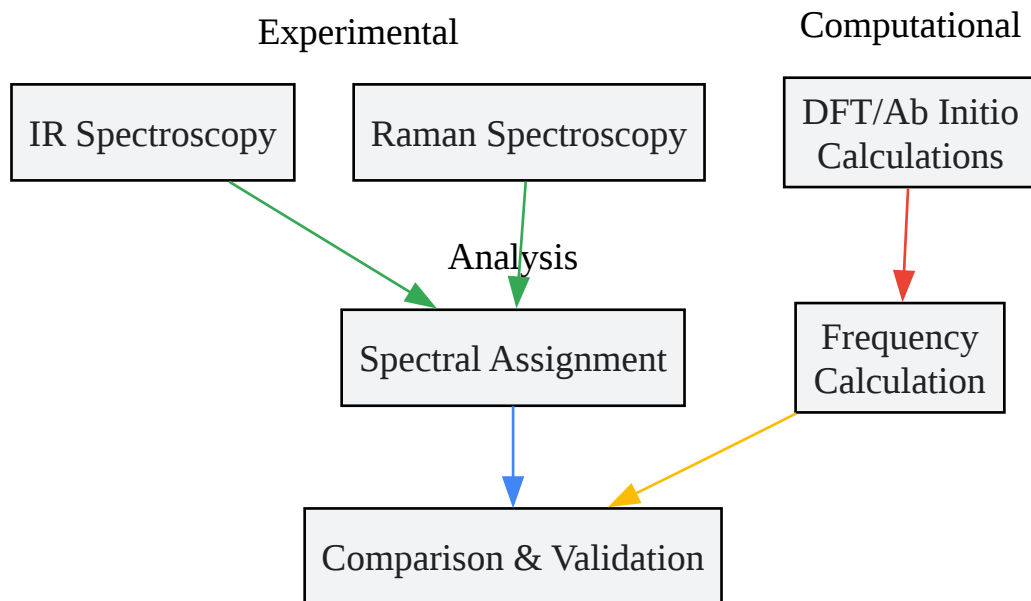 Experimental
Computational
IR Spectroscopy
Raman Spectroscopy
DFT/Ab Initio
Calculations
Analysis
Spectral Assignment
Frequency
Calculation
Comparison & Validation